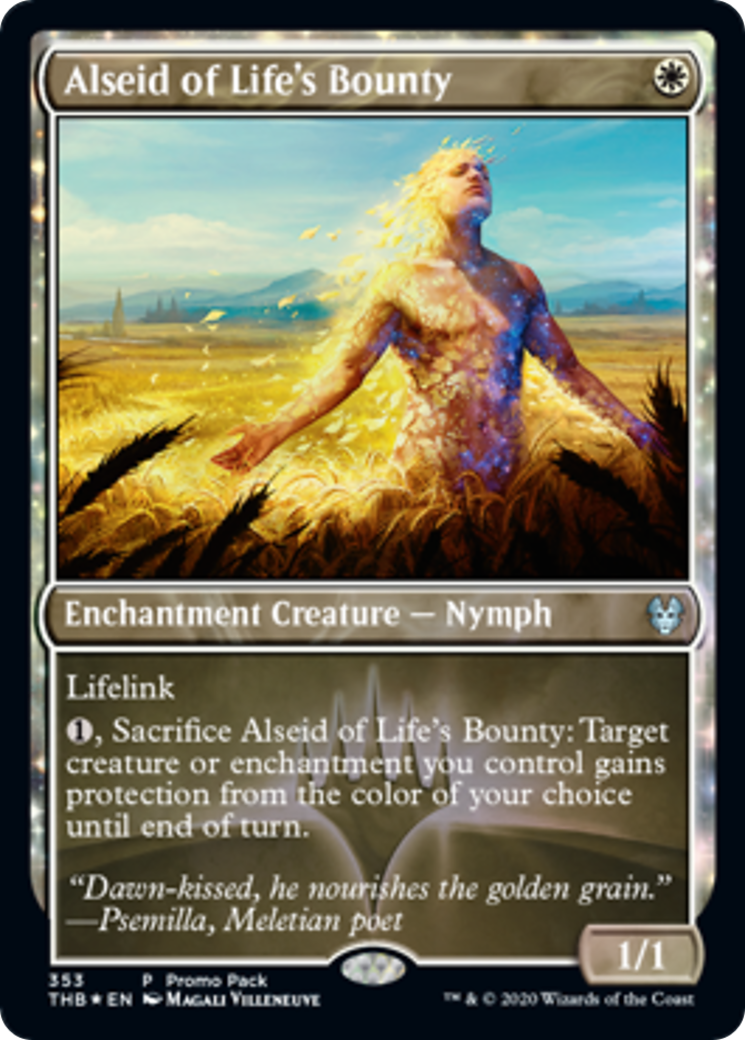 Alseid of Life's Bounty
Enchantment Creature — Nymph
Lifelink
1, Sacrifice Alseid of Life's Bounty: Target
creature or enchantment you control gains
protection from the color of your choice
until end of turn.
“Dawn-kissed, he nourishes the golden grain.”
—Psemilla, Meletian poet
1/1
353 P Promo Pack
THB★EN Magali Villeneuve
™ & © 2020 Wizards of the Coast